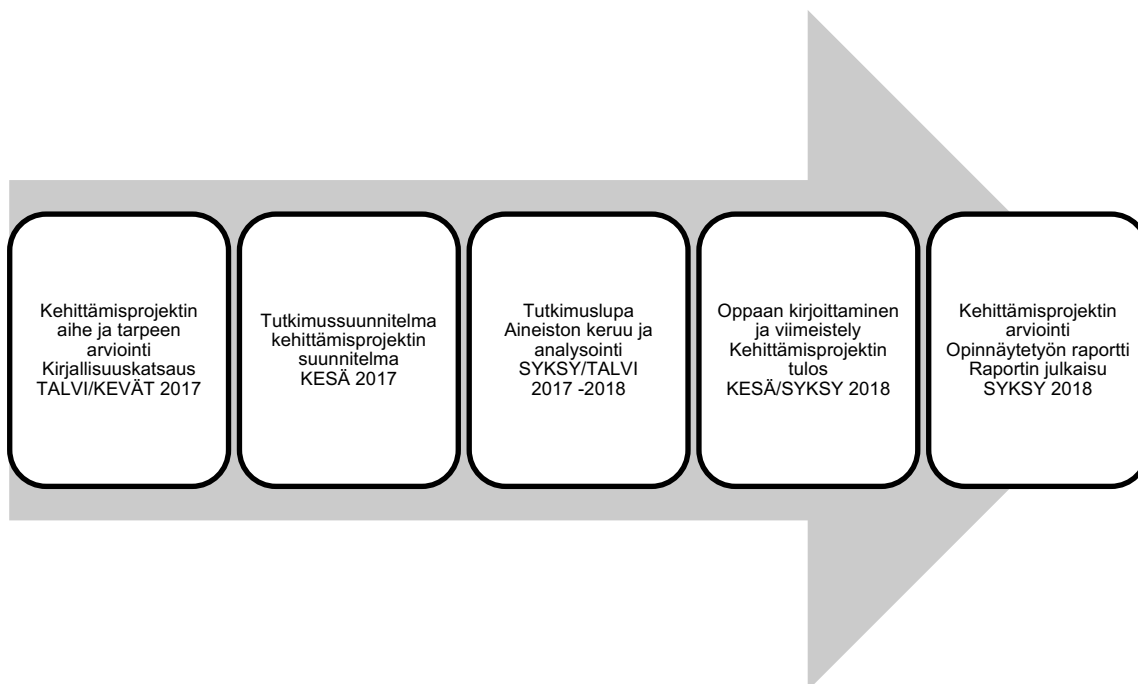 Kehittämisprojektin
aihe ja tarpeen
arviointi
Kirjallisuuskatsaus
TALVI/KEVÄT 2017
Tutkimussuunnitelma
kehittämisprojektin
suunnitelma
KESÄ 2017
Tutkimuslupa
Aineiston keruu ja
analysointi
SYKSY/TALVI
2017 -2018
Oppaan kirjoittaminen
ja viimeistely
Kehittämisprojektin
tulos
KESÄ/SYKSY 2018
Kehittämisprojektin
arviointi
Opinnäytetyön raportti
Raportin julkaisu
SYKSY 2018